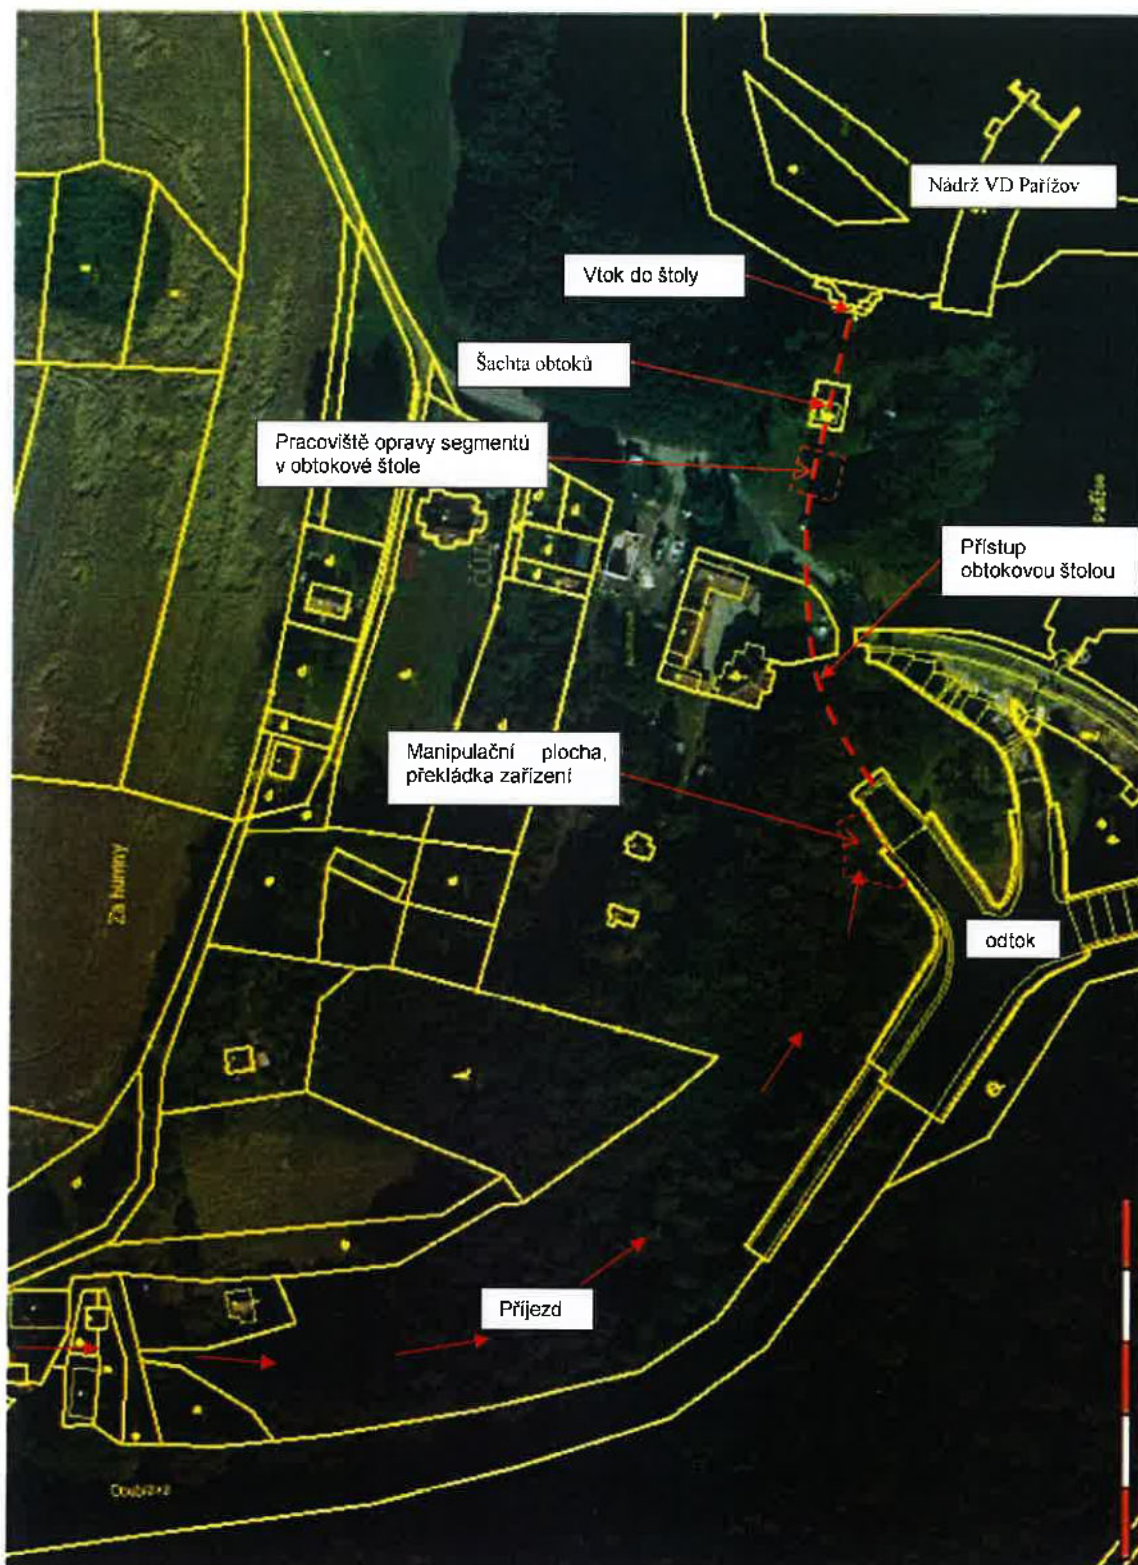 Nádrž VD Pařížov
Vtok do štoly
Šachta obtoků
Pracoviště opravy segmentů
v obtokové štole
Přístup
obtokovou štolou
Manipulační plocha,
překládka zařízení
Za humny
odtok
Příjezd
Doubrava